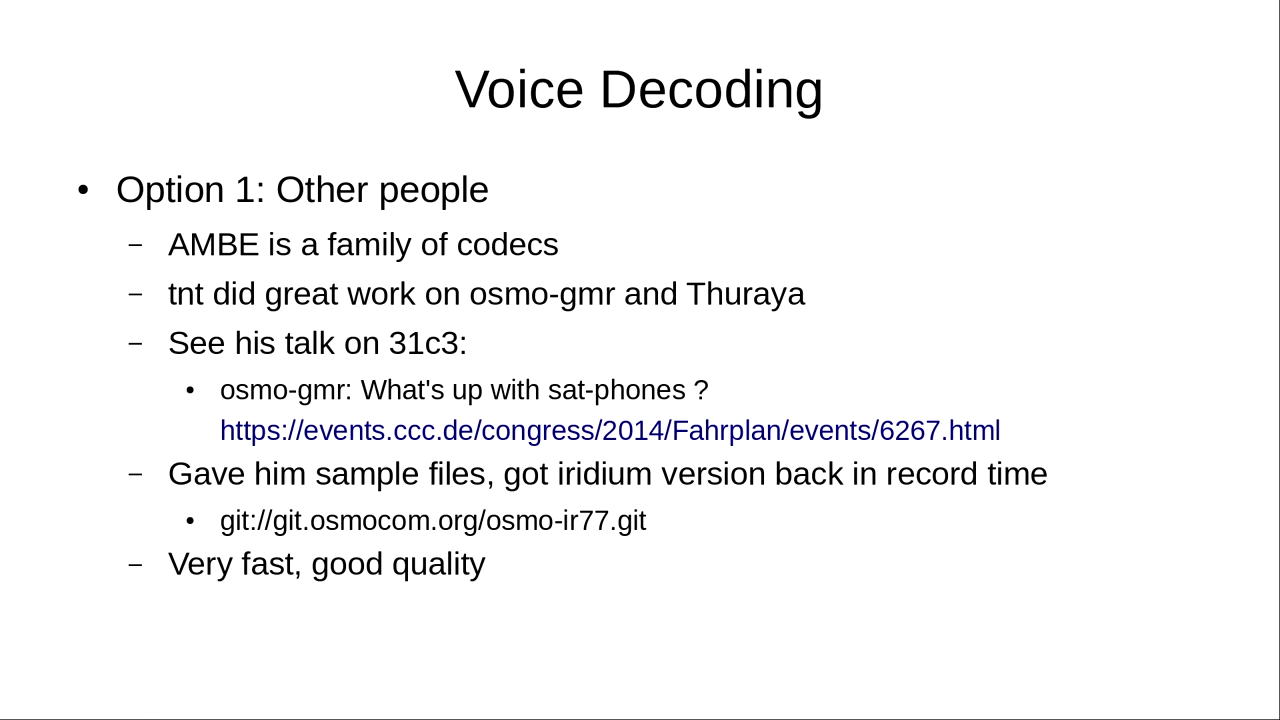 Voice Decoding
• Option 1: Other people
– AMBE is a family of codecs
– tnt did great work on osmo-gmr and Thuraya
– See his talk on 31c3:
• osmo-gmr: What's up with sat-phones ?
https://events.ccc.de/congress/2014/Fahrplan/events/6267.html
– Gave him sample files, got iridium version back in record time
• git://git.osmocom.org/osmo-ir77.git
– Very fast, good quality